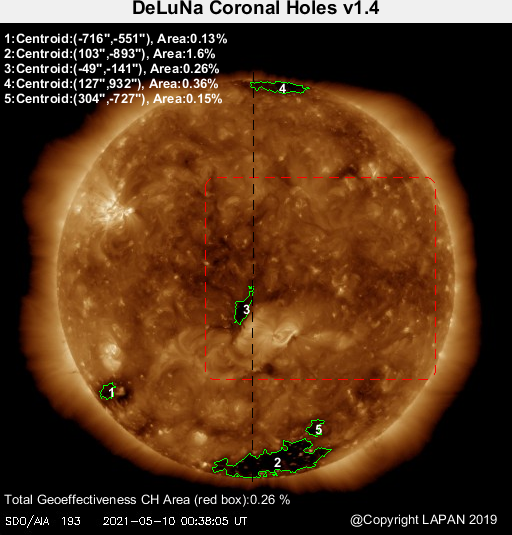 DeLuNa Coronal Holes v1.4
1:Centroid:(-716",-551"), Area:0.13%
2:Centroid:(103",-893"), Area:1.6%
3:Centroid:(-49",-141"), Area:0.26%
4:Centroid:(127",932"), Area:0.36%
5:Centroid:(304",-727"), Area:0.15%
4
3
1
5
2
Total Geoeffectiveness CH Area (red box):0.26 %
SDO/AIA 193 2021-05-10 00:38:05 UT
@Copyright LAPAN 2019